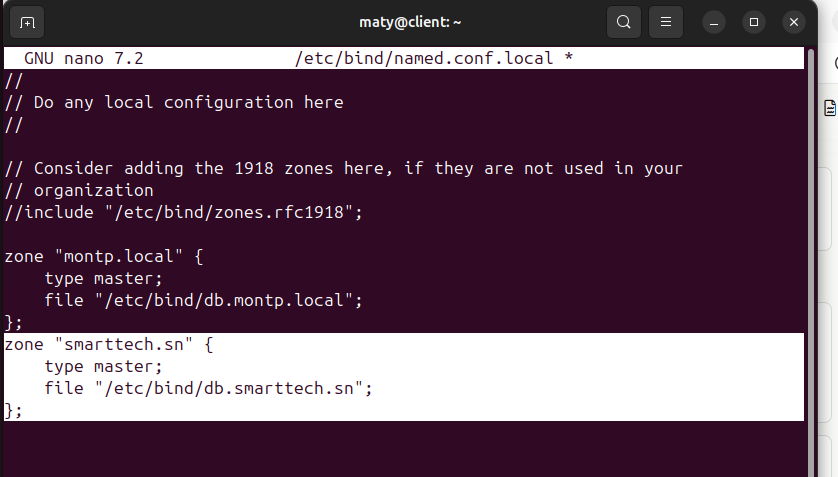 maty@client: ~
GNU nano 7.2 /etc/bind/named.conf.local *
//
// Do any local configuration here
//
// Consider adding the 1918 zones here, if they are not used in your
// organization
//include "/etc/bind/zones.rfc1918";
zone "montp.local" {
    type master;
    file "/etc/bind/db.montp.local";
};
zone "smarttech.sn" {
    type master;
    file "/etc/bind/db.smarttech.sn";
};